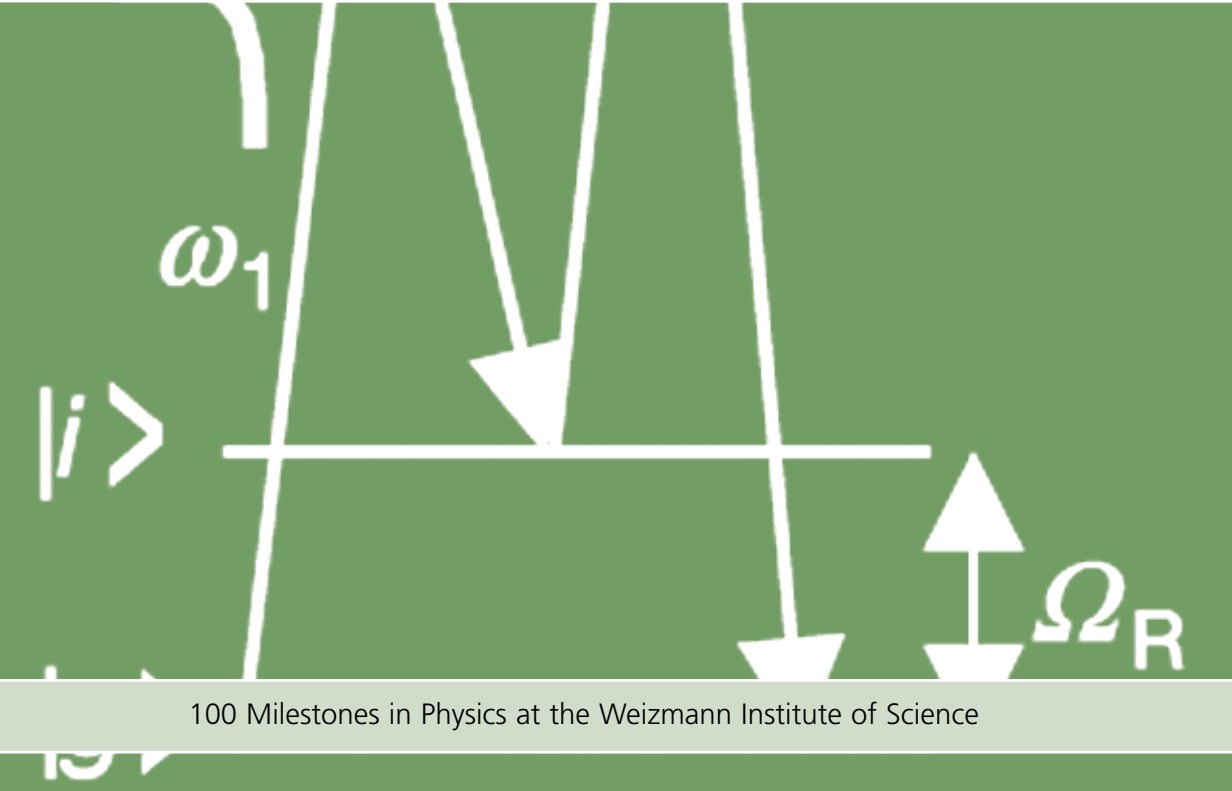 ω1
|i>
ΩR
100 Milestones in Physics at the Weizmann Institute of Science